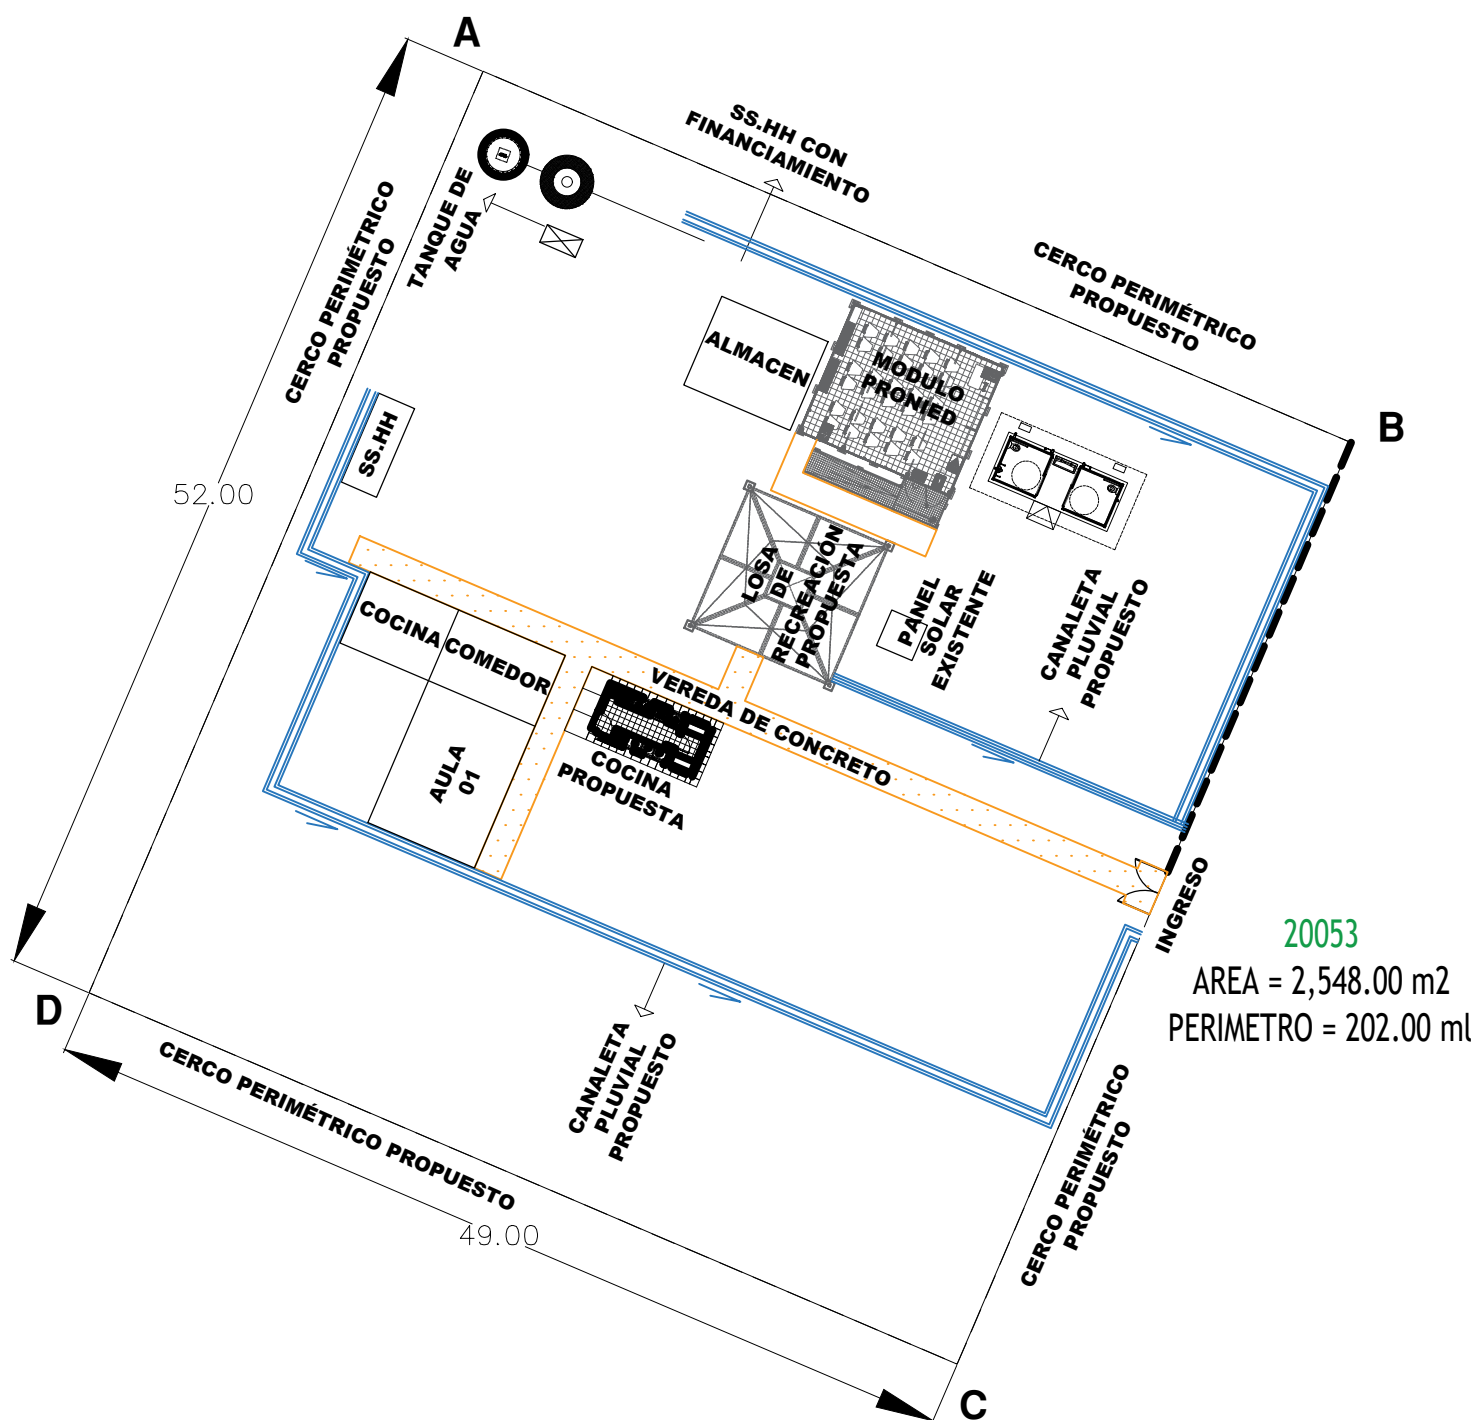 A
SS.HH CON
FINANCIAMIENTO
CERCO PERIMÉTRICO
PROPUESTO
TANQUE DE
AGUA
CERCO PERIMÉTRICO
PROPUESTO
B
ALMACEN
MODULO
PRONIED
SS.HH
52.00
LOSA
DE
RECREACIÓN
PROPUESTA
PANEL
SOLAR
EXISTENTE
CANALETA
PLUVIAL
PROPUESTO
COCINA
COMEDOR
VEREDA DE CONCRETO
AULA
01
COCINA
PROPUESTA
INGRESO
20053
AREA = 2,548.00 m2
PERIMETRO = 202.00 ml
D
CANALETA
PLUVIAL
PROPUESTO
CERCO PERIMÉTRICO PROPUESTO
CERCO PERIMÉTRICO
PROPUESTO
49.00
C